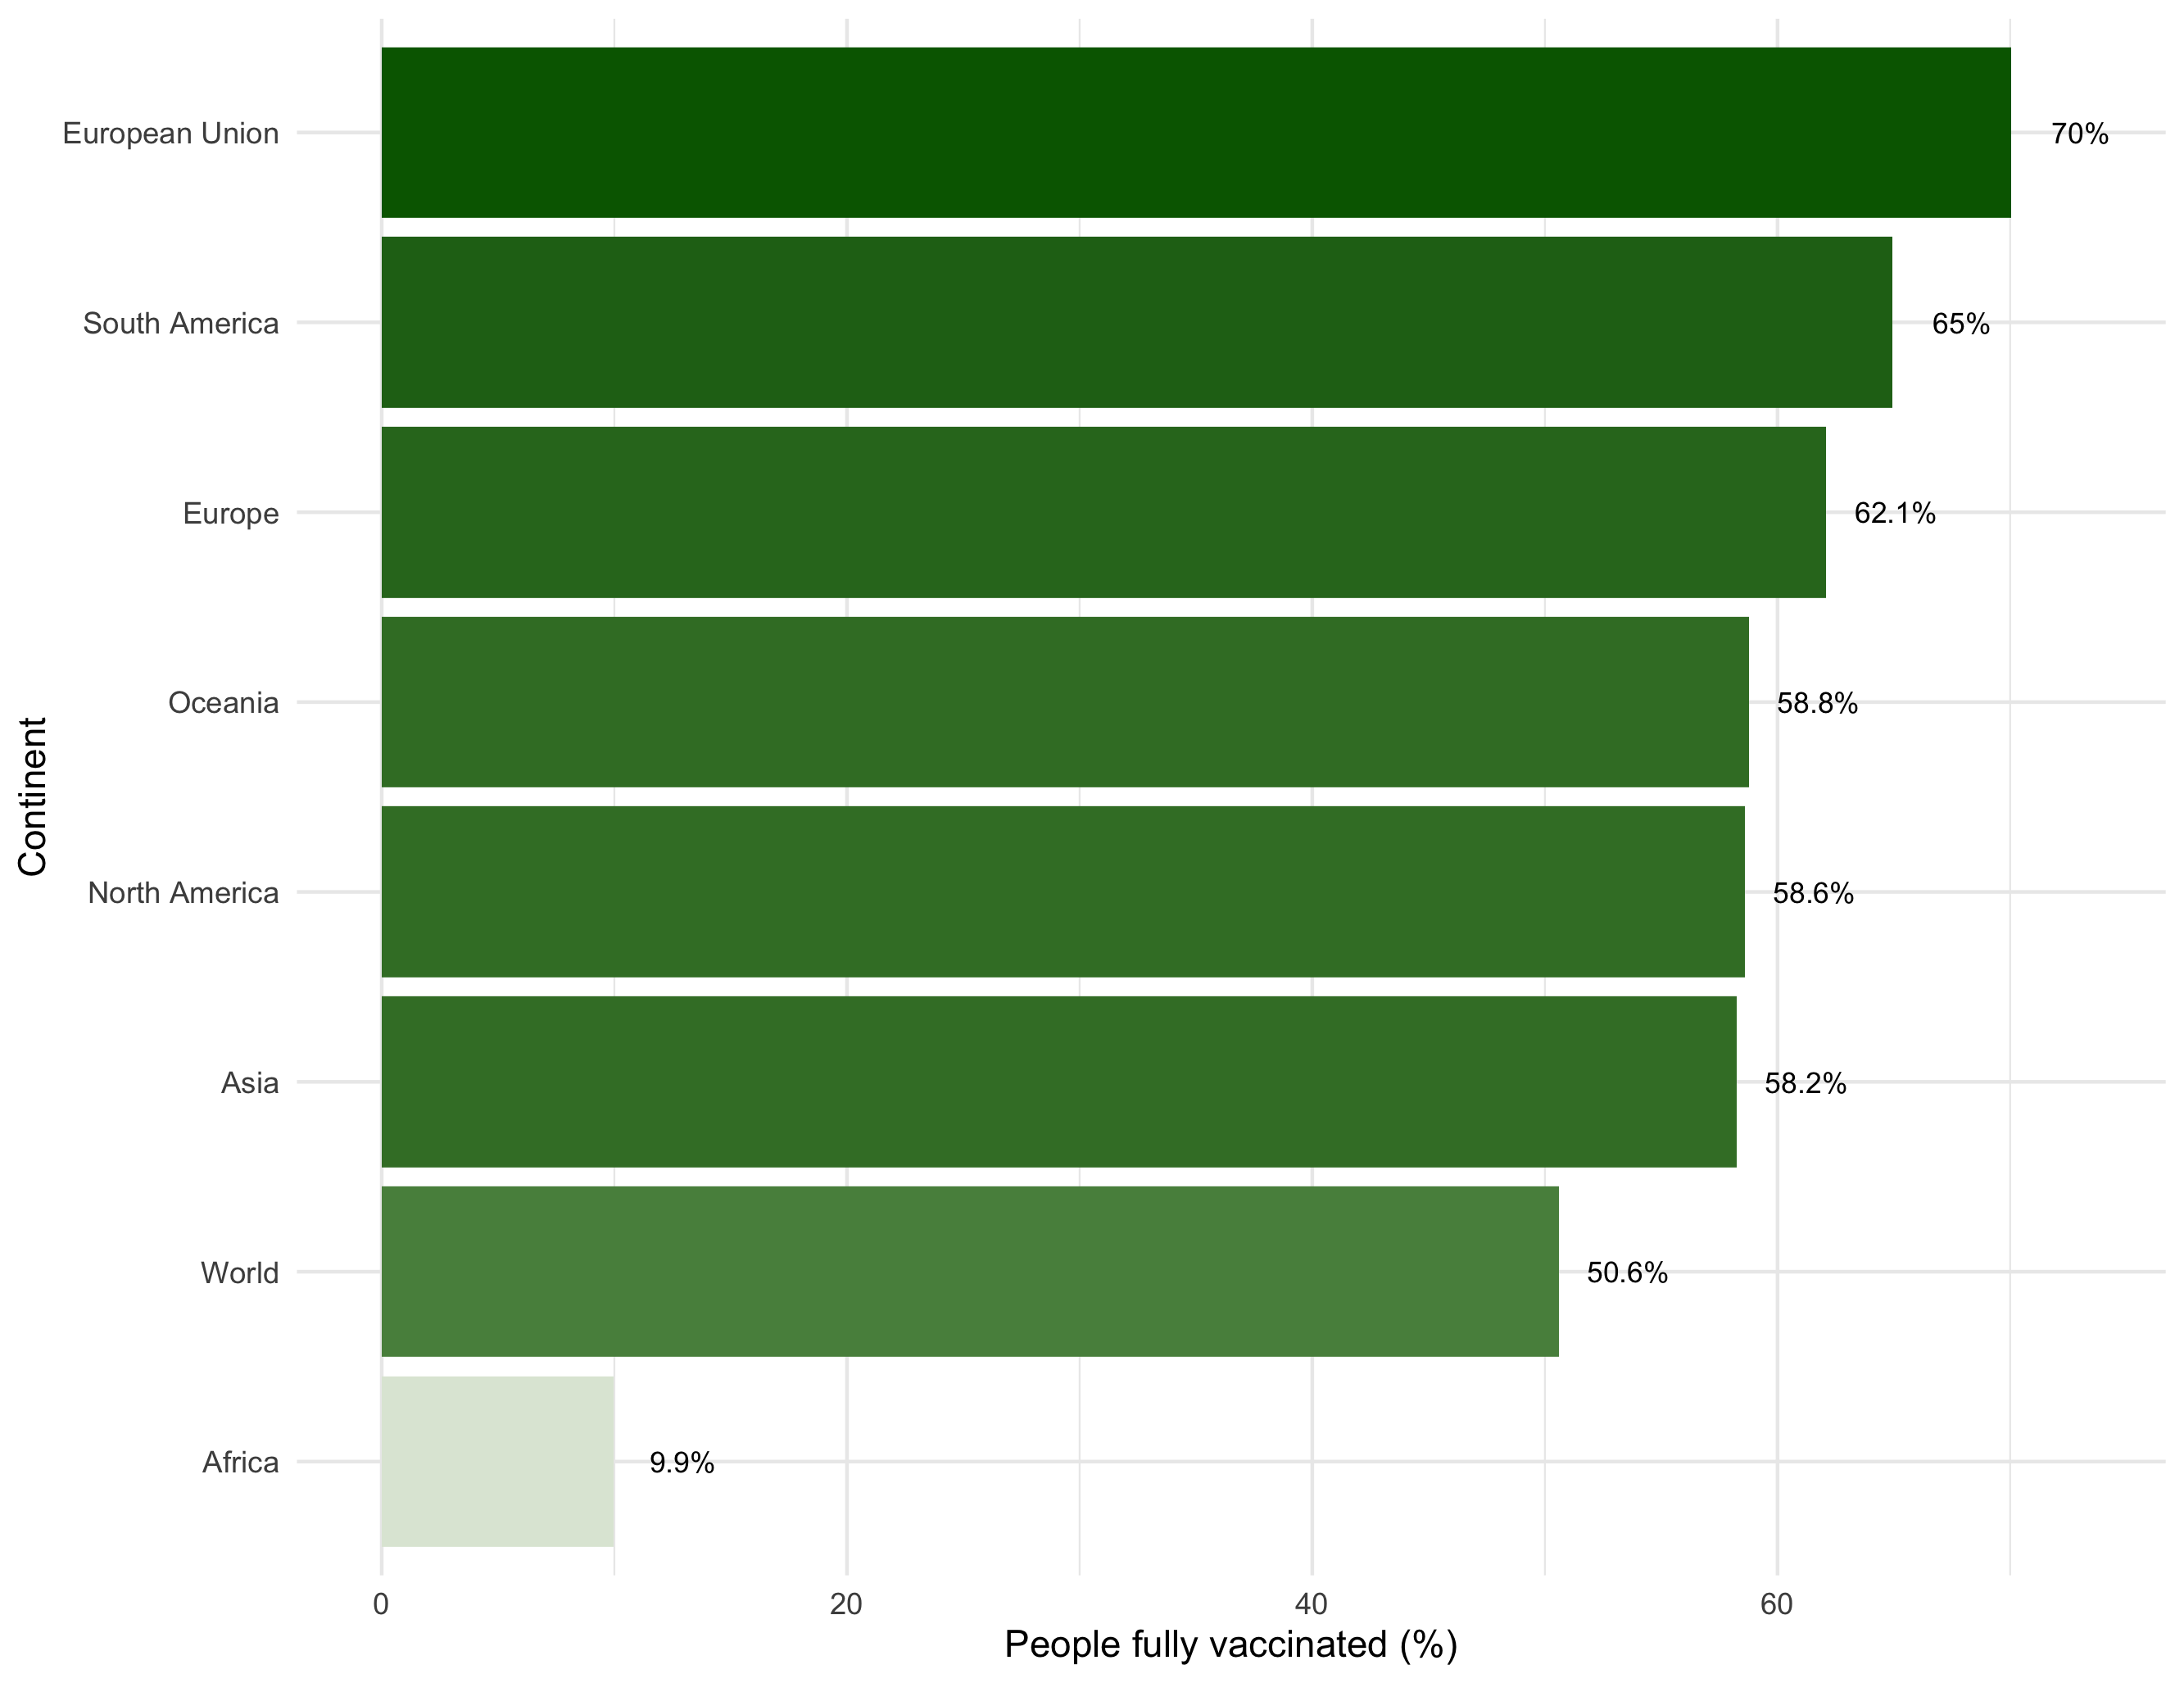 European Union
70%
South America
65%
Europe
62.1%
Oceania
58.8%
Continent
North America
58.6%
Asia
58.2%
World
50.6%
Africa
9.9%
0 20 40 60
People fully vaccinated (%)